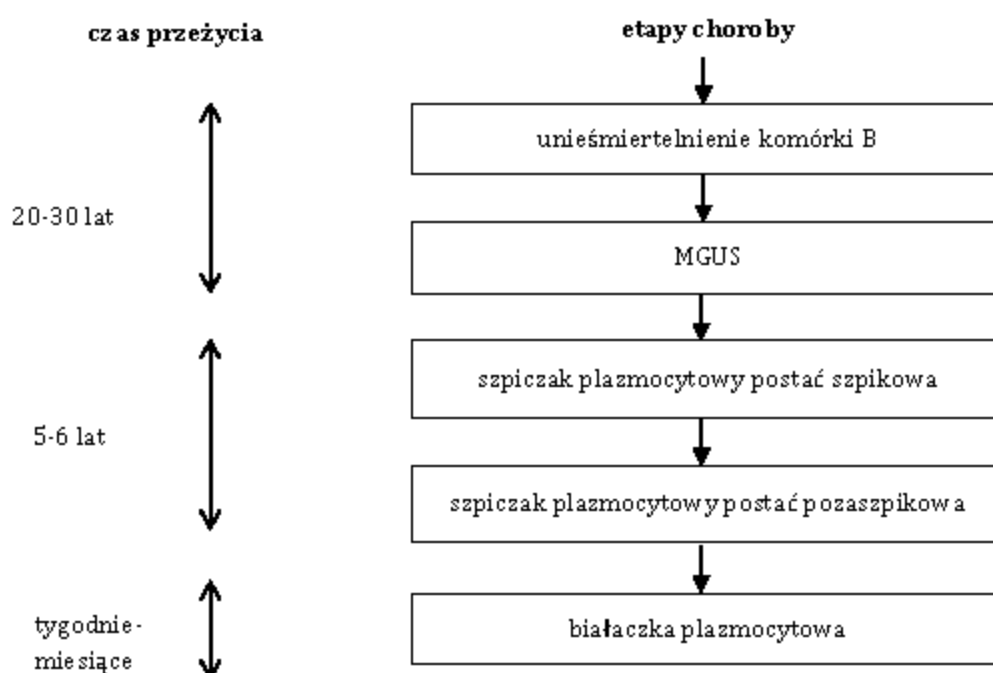 czas przeżycia
etapy choroby
unieśmiertelnienie komórki B
20-30 lat
MGUS
szpiczak plazmocytowy postać szpikowa
5-6 lat
szpiczak plazmocytowy postać pozaszpikowa
tygodnie-
miesiące
białaczka plazmocytowa